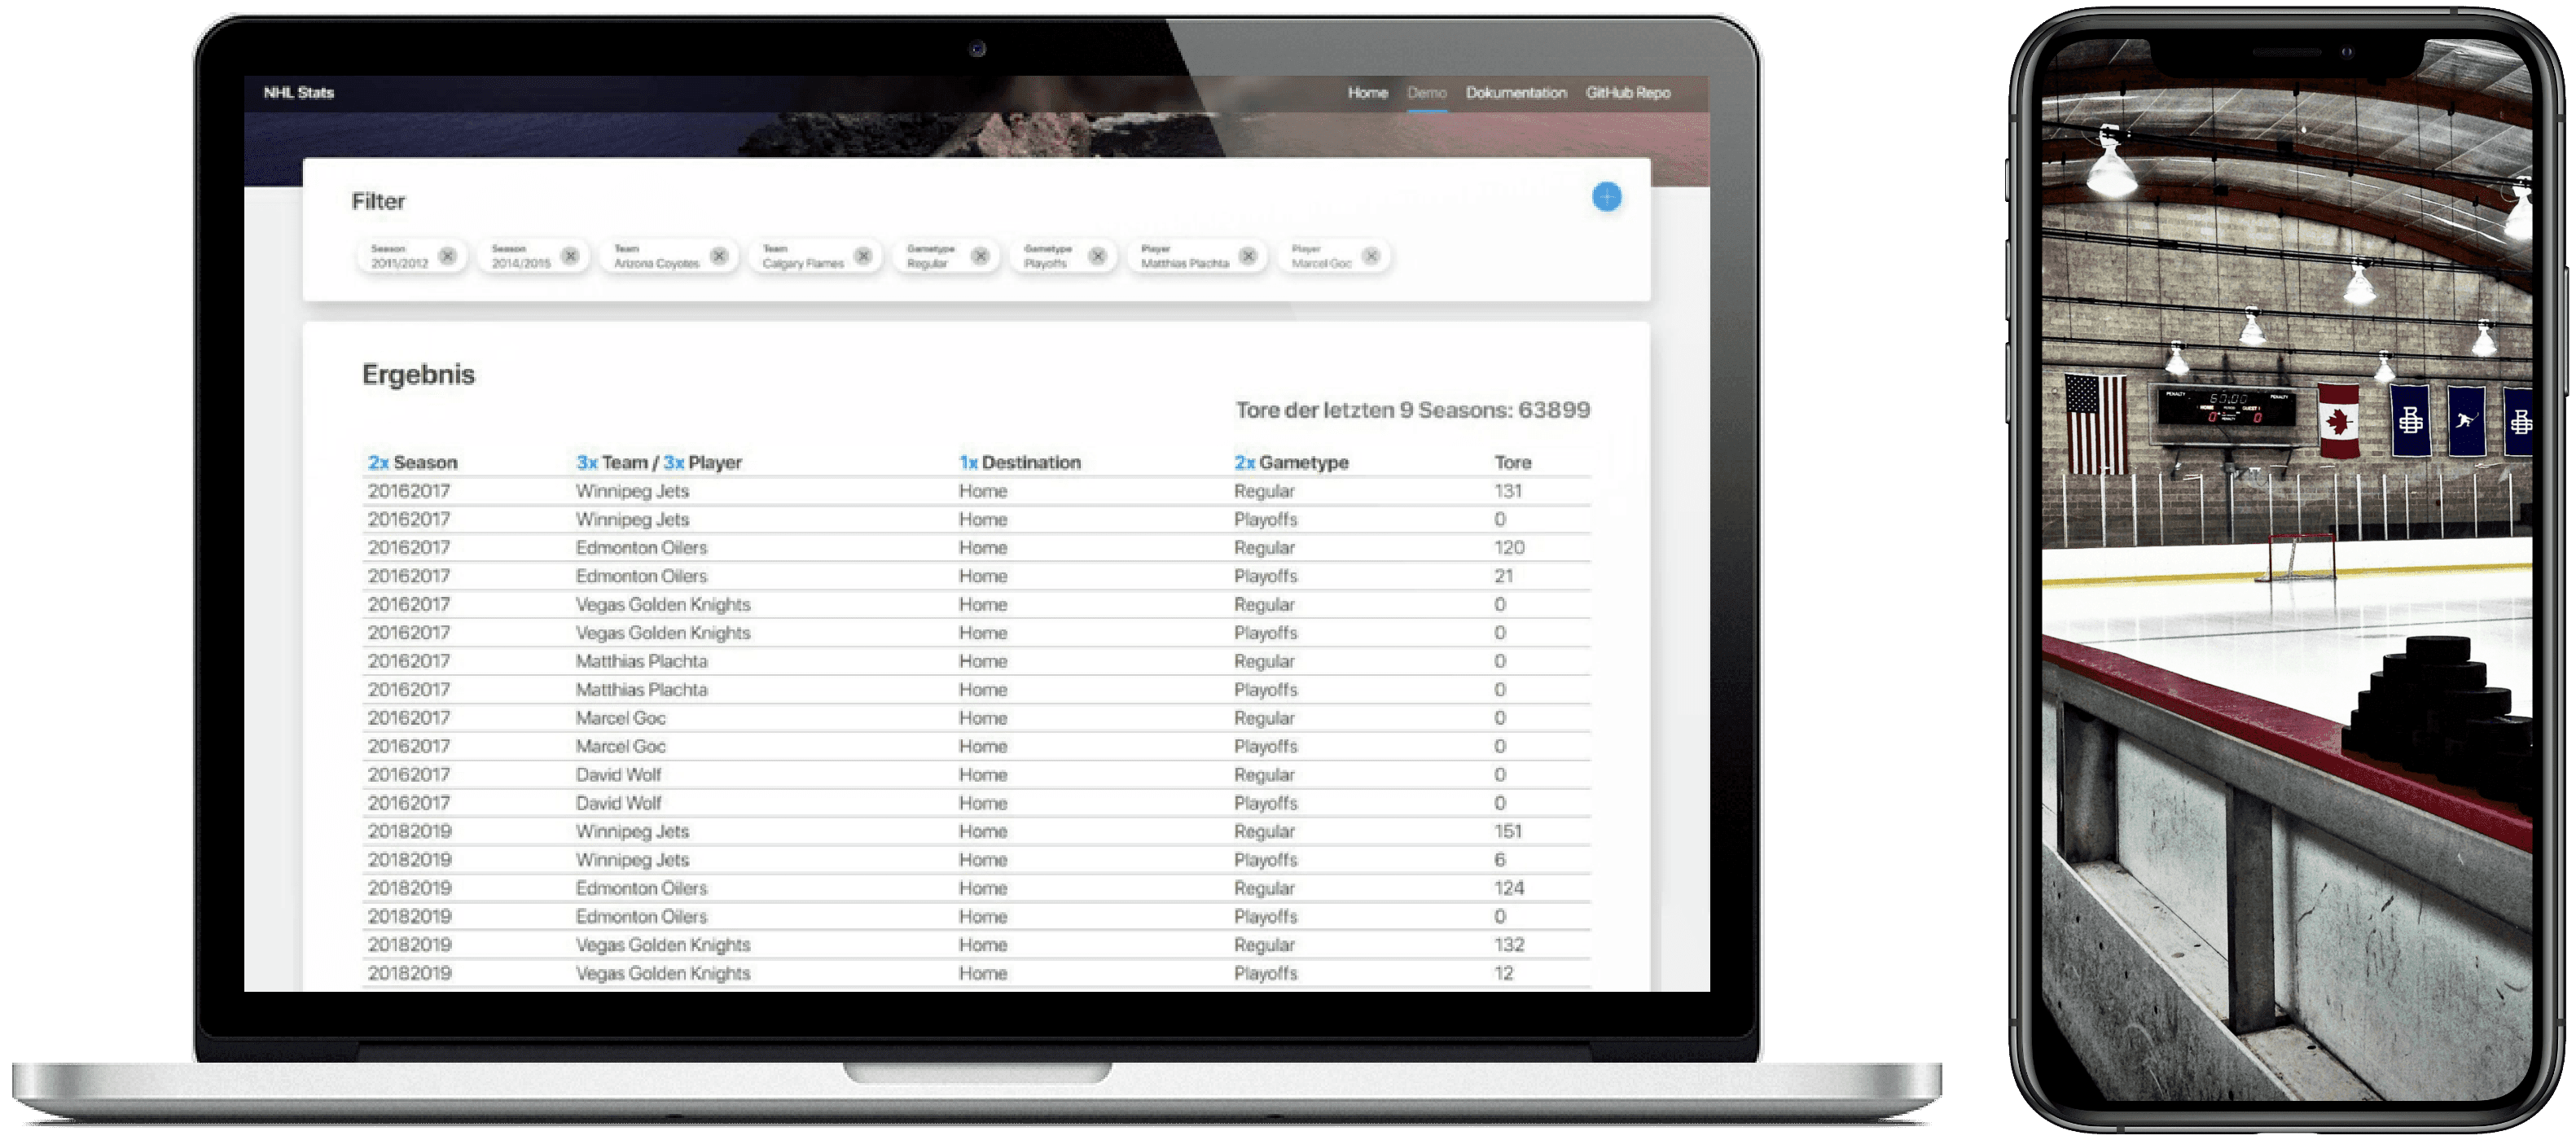 NHL Stats Home Demo Dokumentation GitHub Repo
Filter
Season Season Team Team Gametype Gametype Player Player
2011/2012 2014/2015 Arizona Coyotes Calgary Flames Regular Playoffs Matthias Plachta Marcel Goc
Ergebnis
Tore der letzten 9 Seasons: 63899
2x Season 3x Team / 3x Player 1x Destination 2x Gametype Tore
20162017 Winnipeg Jets Home Regular 131
20162017 Winnipeg Jets Home Playoffs 0
20162017 Edmonton Oilers Home Regular 120
20162017 Edmonton Oilers Home Playoffs 21
20162017 Vegas Golden Knights Home Regular 0
20162017 Vegas Golden Knights Home Playoffs 0
20162017 Matthias Plachta Home Regular 0
20162017 Matthias Plachta Home Playoffs 0
20162017 Marcel Goc Home Regular 0
20162017 Marcel Goc Home Playoffs 0
20162017 David Wolf Home Regular 0
20162017 David Wolf Home Playoffs 0
20182019 Winnipeg Jets Home Regular 151
20182019 Winnipeg Jets Home Playoffs 6
20182019 Edmonton Oilers Home Regular 124
20182019 Edmonton Oilers Home Playoffs 0
20182019 Vegas Golden Knights Home Regular 132
20182019 Vegas Golden Knights Home Playoffs 12
PENALTY 60:00 PENALTY
HOME GUEST
0 0